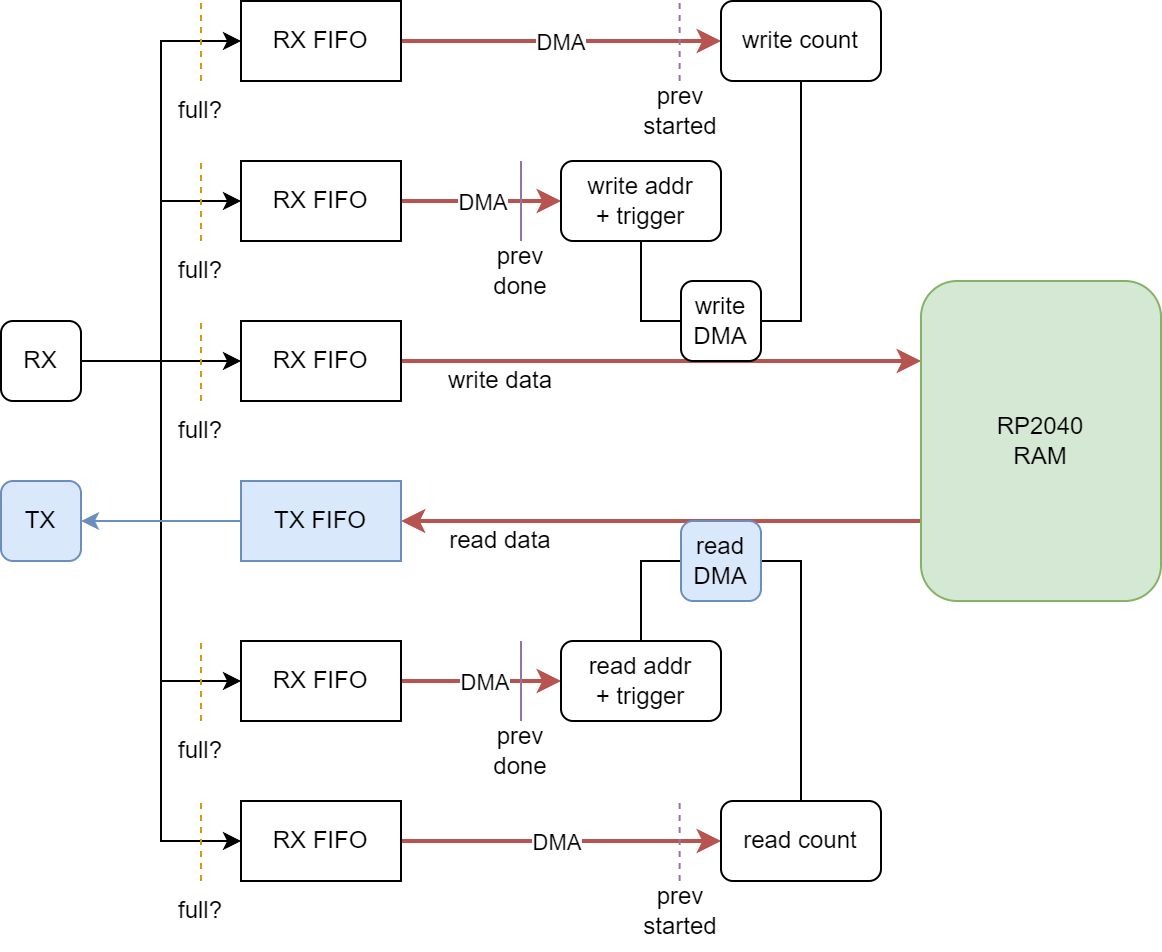 RX FIFO
DMA
write count
full?
prev
started
RX FIFO
DMA
write addr
+ trigger
full?
prev
done
write
DMA
RX
RX FIFO
write data
full?
RP2040
RAM
TX
TX FIFO
read data
read
DMA
RX FIFO
DMA
read addr
+ trigger
full?
prev
done
RX FIFO
DMA
read count
full?
prev
started